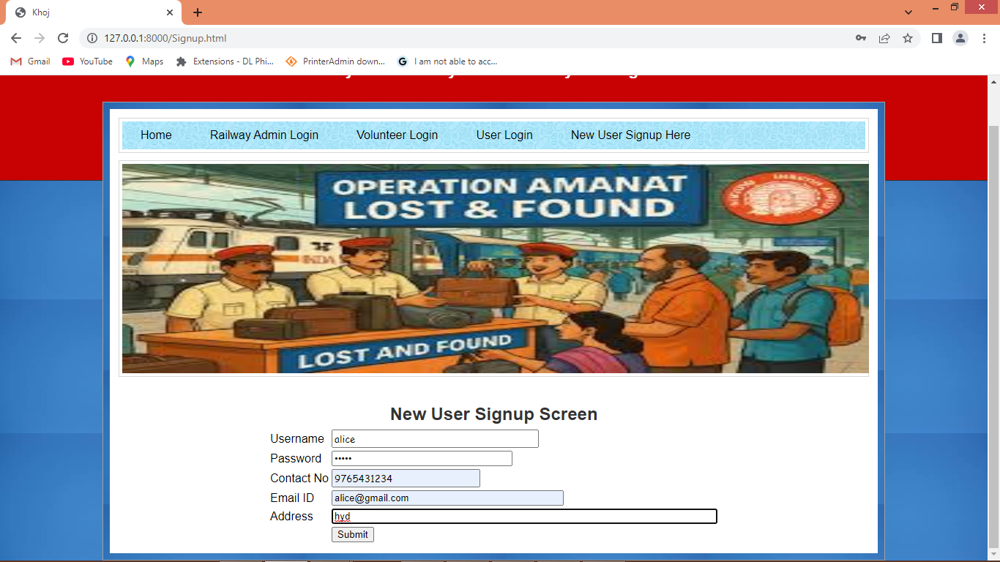 Khoj
127.0.0.1:8000/Signup.html
Gmail YouTube Maps Extensions - DL Phi... PrinterAdmin down... G I am not able to acc...
Home Railway Admin Login Volunteer Login User Login New User Signup Here
OPERATION AMANAT
LOST & FOUND
LOST AND FOUND
New User Signup Screen
Username alice
Password •••••
Contact No 9765431234
Email ID alice@gmail.com
Address hyd
Submit